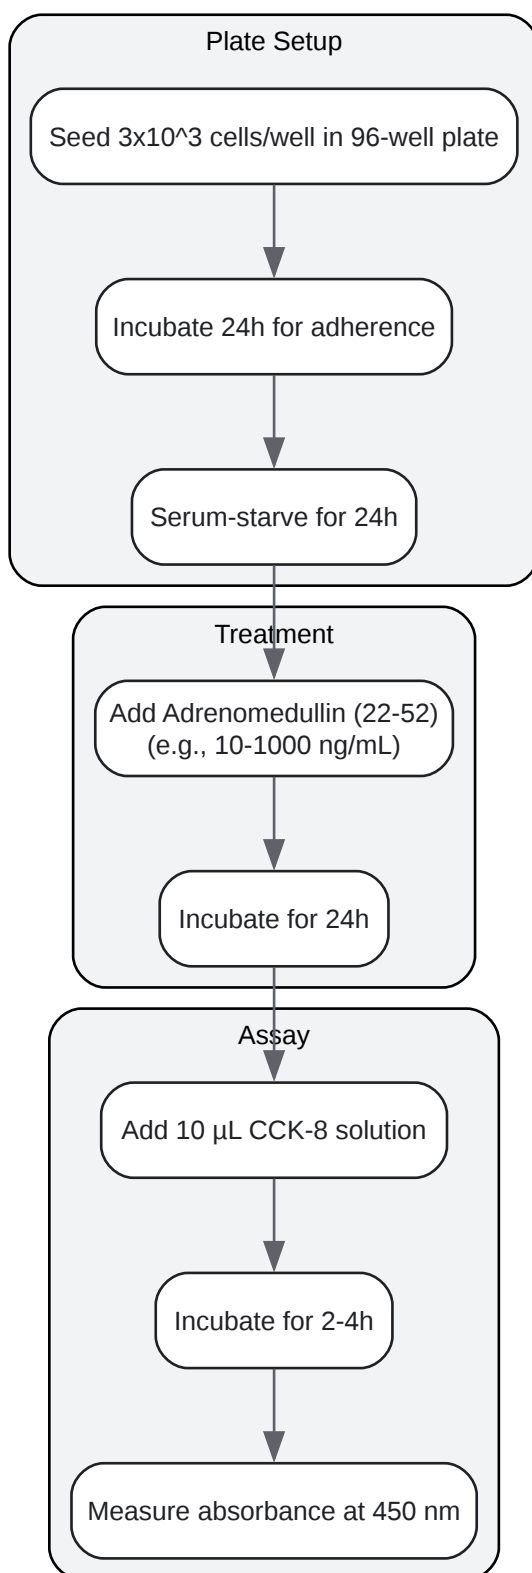 Plate Setup
Seed 3x10^3 cells/well in 96-well plate
Incubate 24h for adherence
Serum-starve for 24h
Treatment
Add Adrenomedullin (22-52)
(e.g., 10-1000 ng/mL)
Incubate for 24h
Assay
Add 10 µL CCK-8 solution
Incubate for 2-4h
Measure absorbance at 450 nm